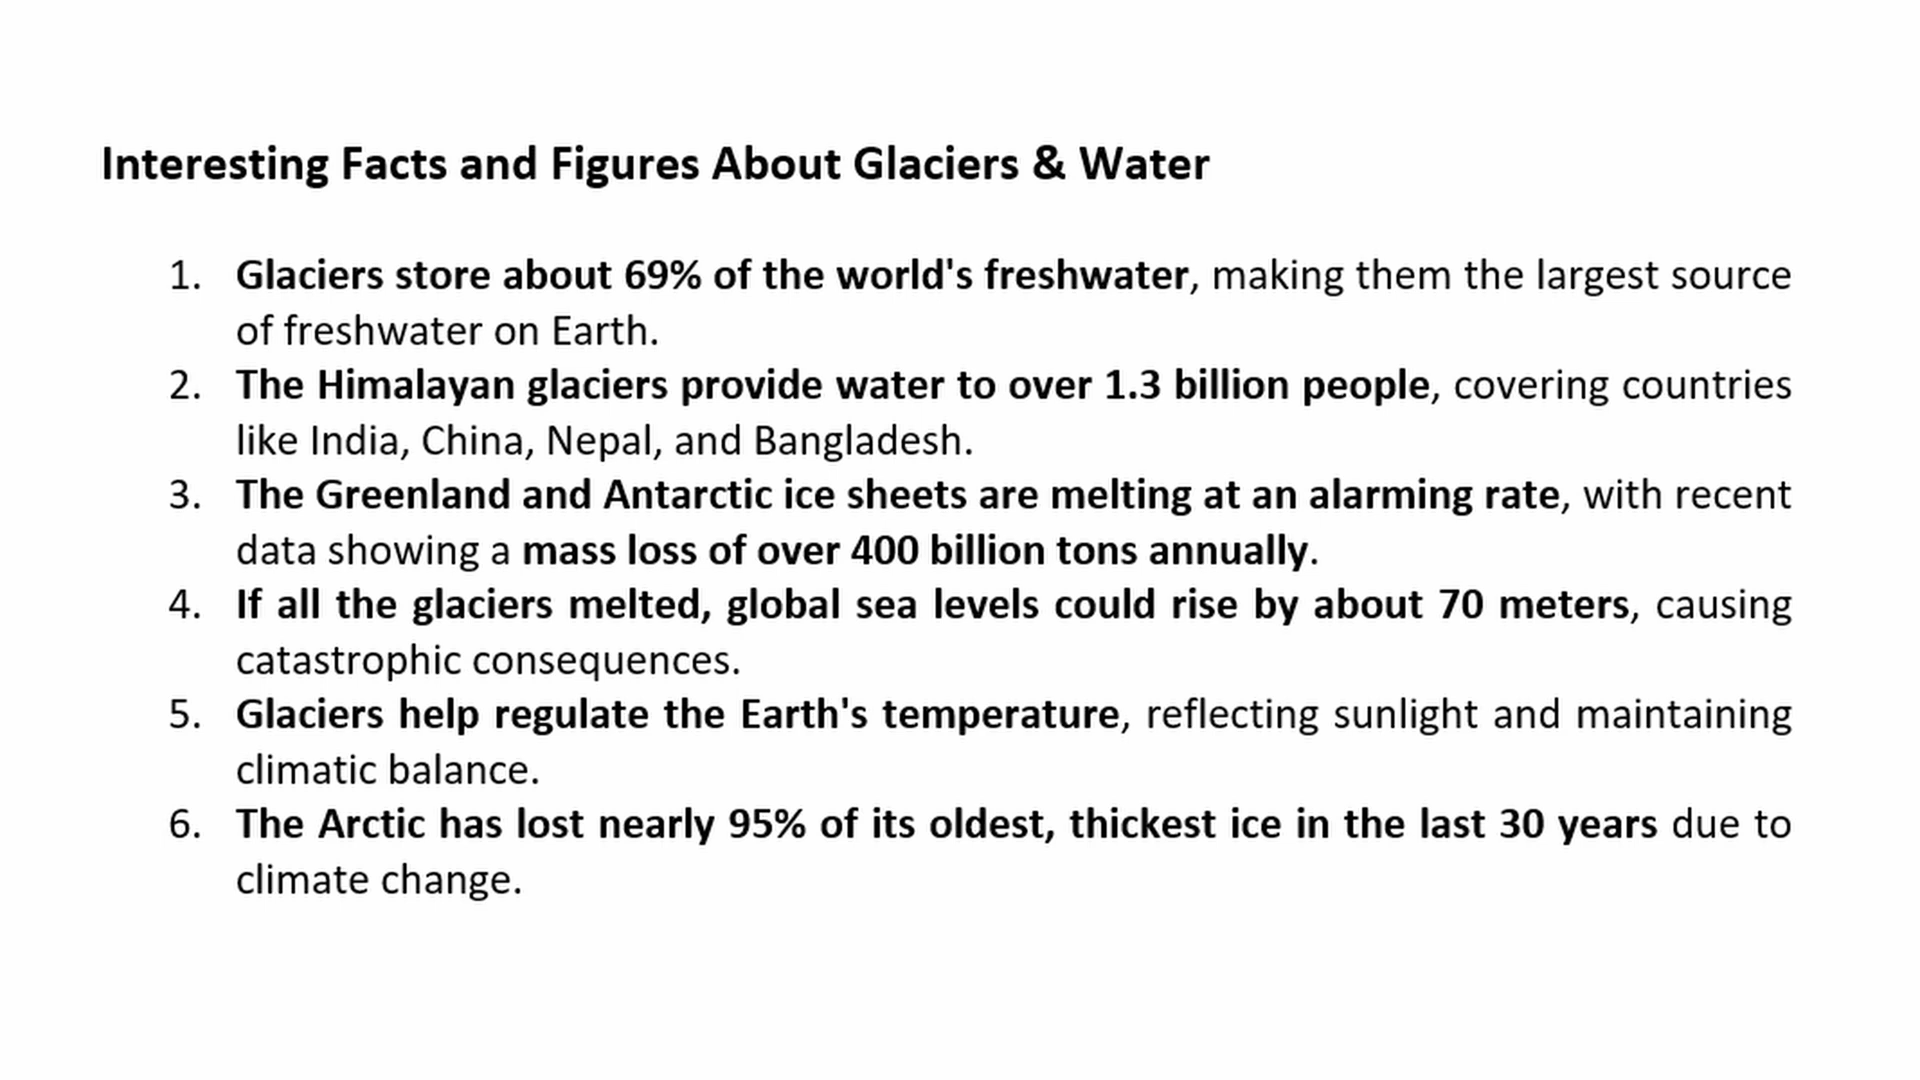 Interesting Facts and Figures About Glaciers & Water
1. Glaciers store about 69% of the world's freshwater, making them the largest source
of freshwater on Earth.
2. The Himalayan glaciers provide water to over 1.3 billion people, covering countries
like India, China, Nepal, and Bangladesh.
3. The Greenland and Antarctic ice sheets are melting at an alarming rate, with recent
data showing a mass loss of over 400 billion tons annually.
4. If all the glaciers melted, global sea levels could rise by about 70 meters, causing
catastrophic consequences.
5. Glaciers help regulate the Earth's temperature, reflecting sunlight and maintaining
climatic balance.
6. The Arctic has lost nearly 95% of its oldest, thickest ice in the last 30 years due to
climate change.